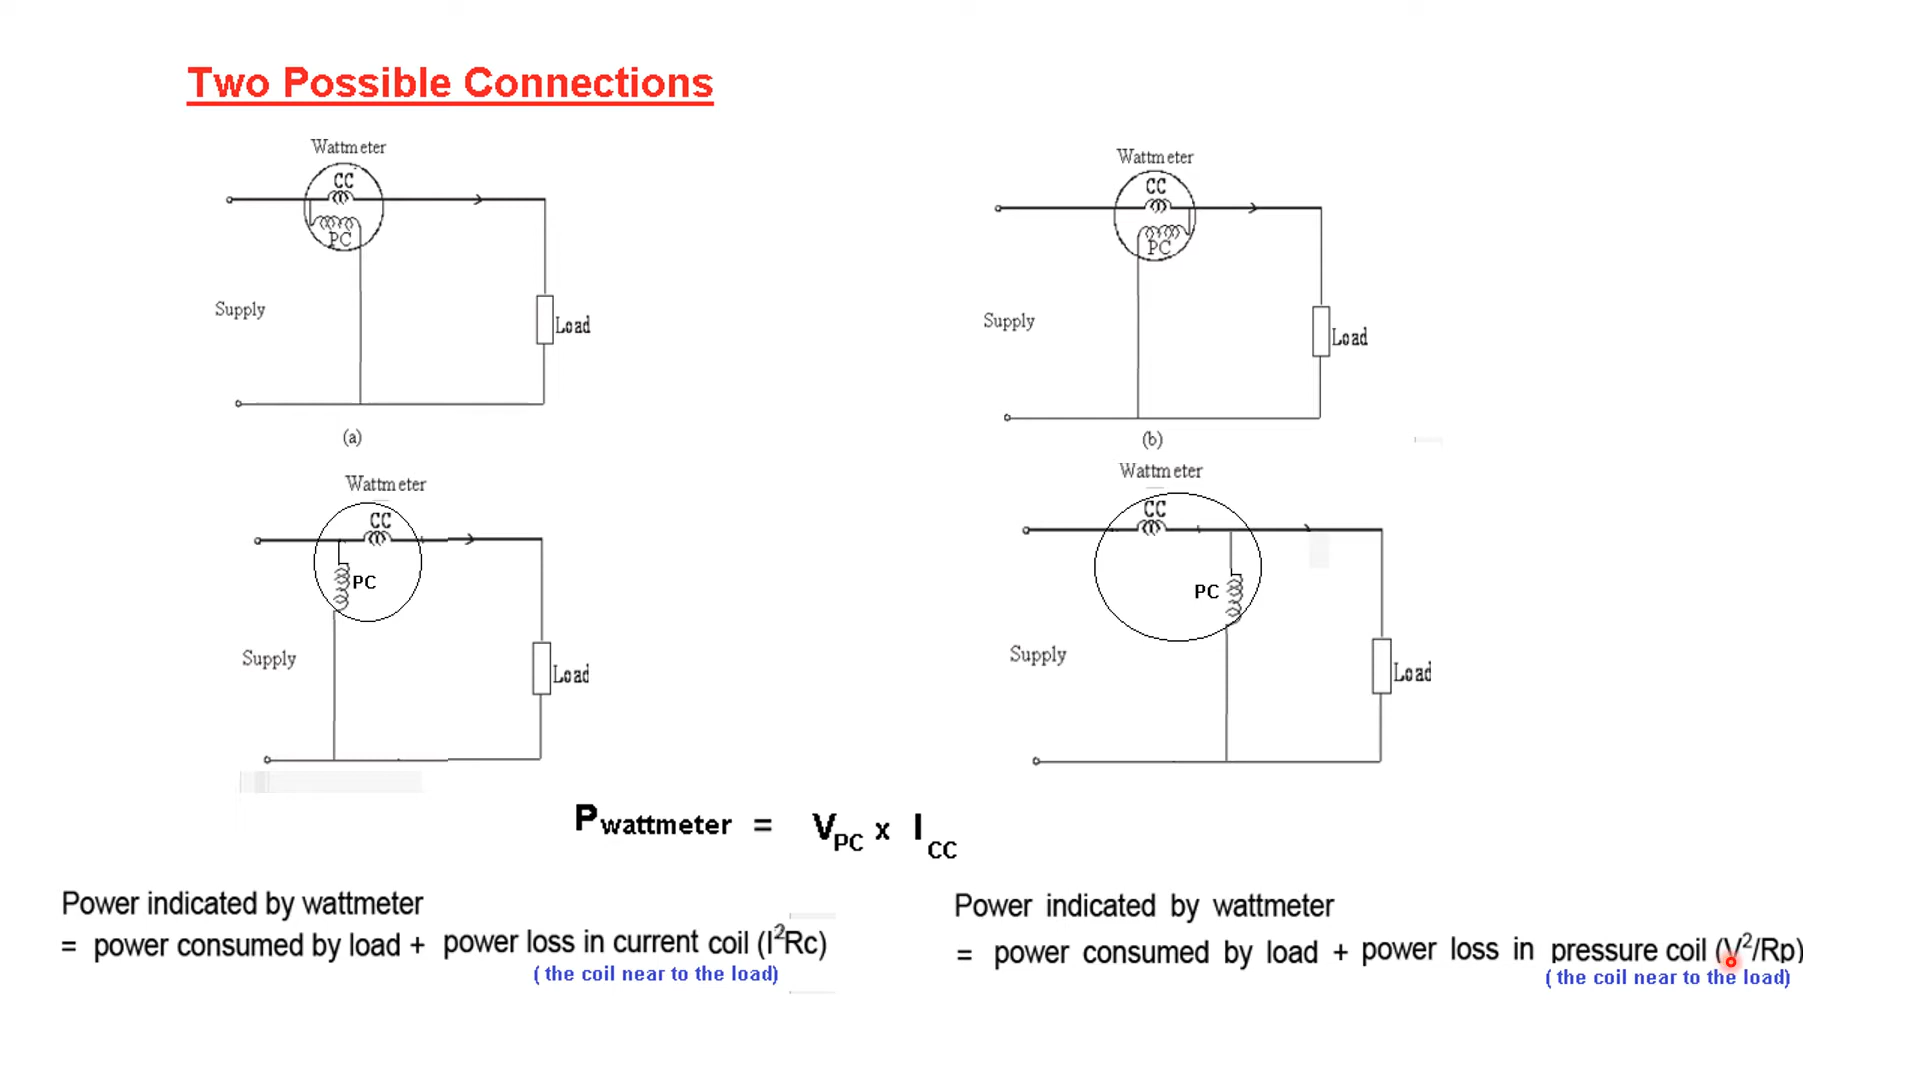 Two Possible Connections
Wattmeter
CC
PC
Supply
Load
(a)
Wattmeter
CC
PC
Supply
Load
(b)
Wattmeter
CC
PC
Supply
Load
Wattmeter
CC
PC
Supply
Load
Pwattmeter = VPC x ICC
Power indicated by wattmeter
= power consumed by load + power loss in current coil (I²Rc)
( the coil near to the load)
Power indicated by wattmeter
= power consumed by load + power loss in pressure coil (V²/Rp)
( the coil near to the load)